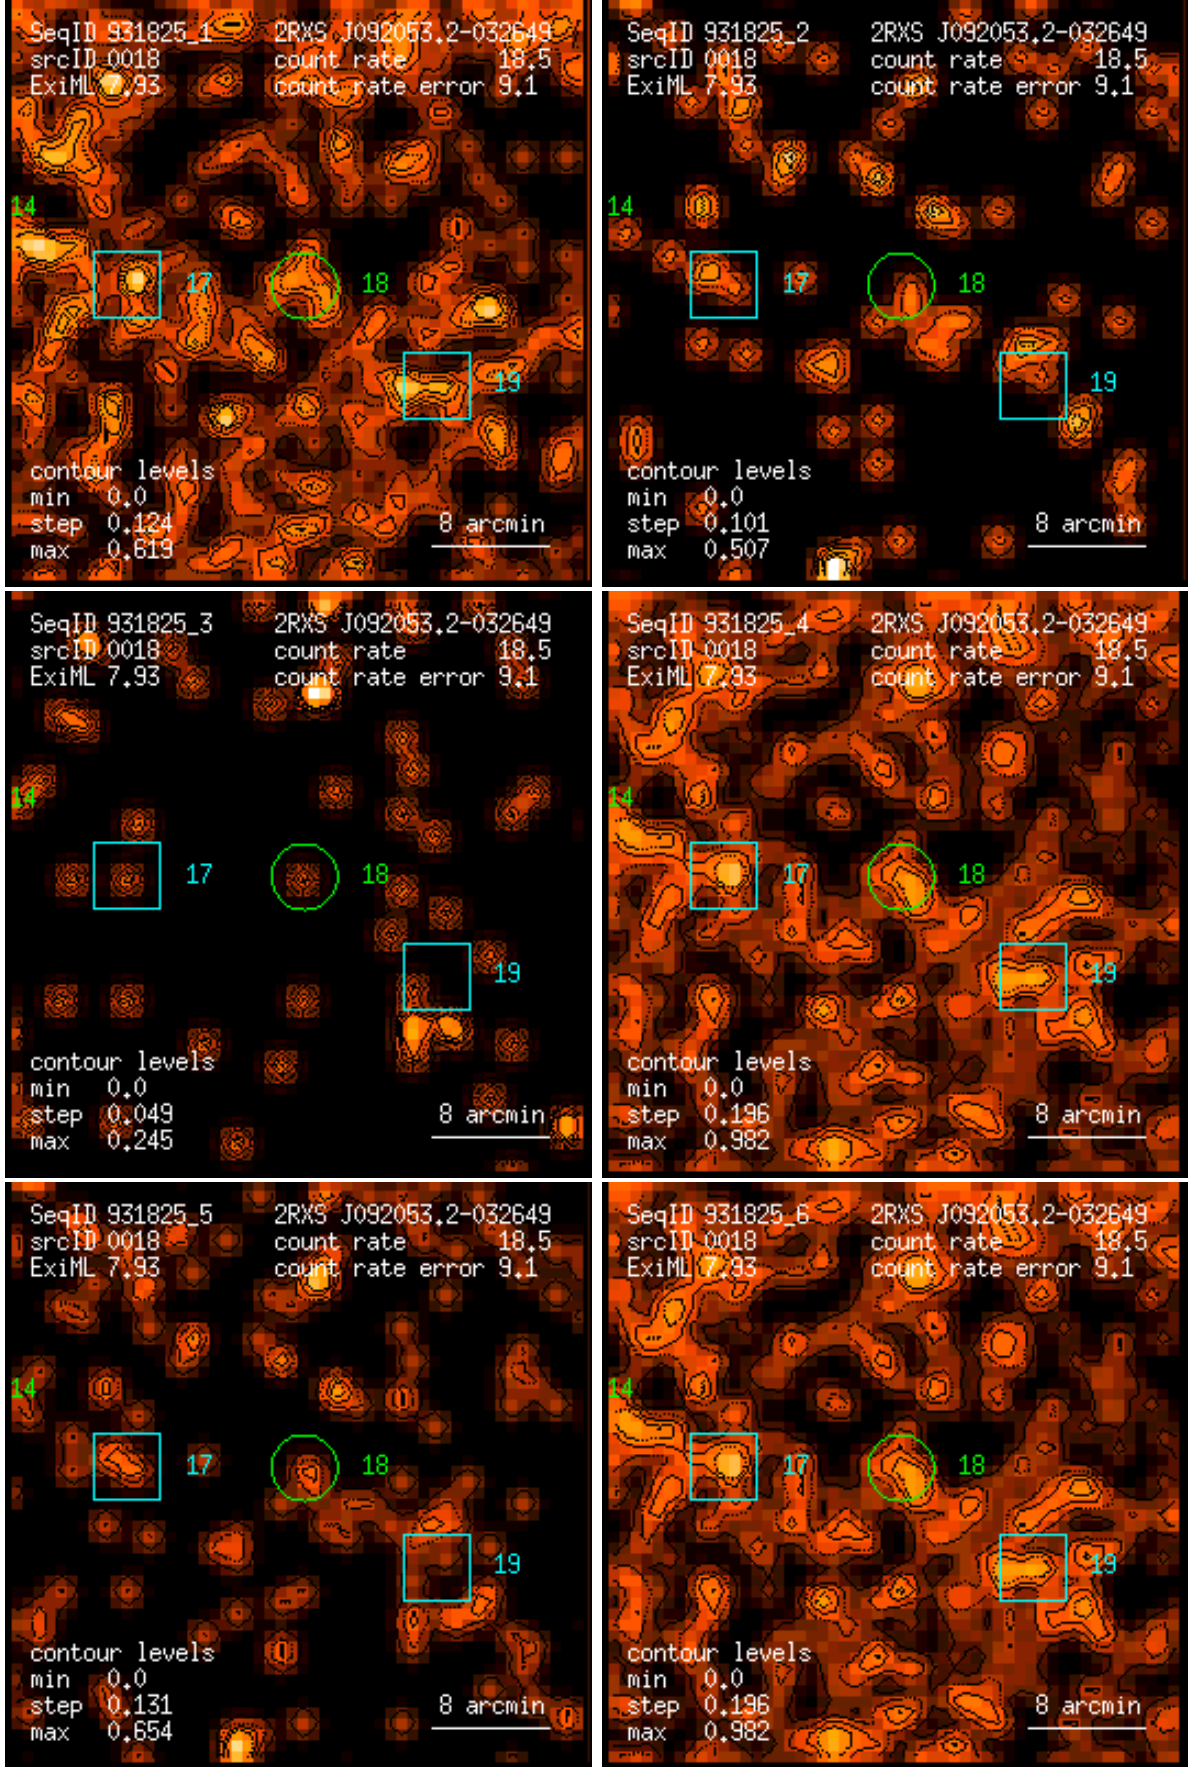 SeqID 931825_1 2RXS J092053.2-032649
srcID 0018 count rate 18.5
ExiML 7.93 count rate error 9.1
14
17
18
19
contour levels
min 0.0
step 0.124
max 0.619
8 arcmin
SeqID 931825_2 2RXS J092053.2-032649
srcID 0018 count rate 18.5
ExiML 7.93 count rate error 9.1
14
17
18
19
contour levels
min 0.0
step 0.101
max 0.507
8 arcmin
SeqID 931825_3 2RXS J092053.2-032649
srcID 0018 count rate 18.5
ExiML 7.93 count rate error 9.1
14
17
18
19
contour levels
min 0.0
step 0.049
max 0.245
8 arcmin
SeqID 931825_4 2RXS J092053.2-032649
srcID 0018 count rate 18.5
ExiML 7.93 count rate error 9.1
14
17
18
19
contour levels
min 0.0
step 0.196
max 0.982
8 arcmin
SeqID 931825_5 2RXS J092053.2-032649
srcID 0018 count rate 18.5
ExiML 7.93 count rate error 9.1
14
17
18
19
contour levels
min 0.0
step 0.131
max 0.654
8 arcmin
SeqID 931825_6 2RXS J092053.2-032649
srcID 0018 count rate 18.5
ExiML 7.93 count rate error 9.1
14
17
18
19
contour levels
min 0.0
step 0.196
max 0.982
8 arcmin